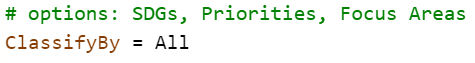 # options: SDGs, Priorities, Focus Areas
ClassifyBy = All